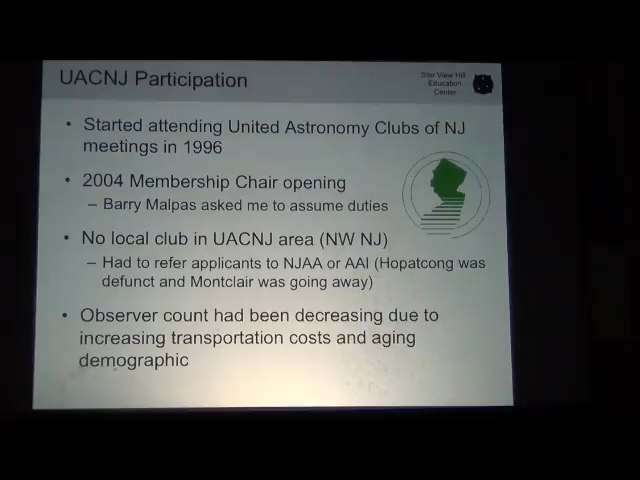 UACNJ Participation
Star View Hill
Education
Center
• Started attending United Astronomy Clubs of NJ
meetings in 1996
• 2004 Membership Chair opening
– Barry Malpas asked me to assume duties
• No local club in UACNJ area (NW NJ)
– Had to refer applicants to NJAA or AAI (Hopatcong was
defunct and Montclair was going away)
• Observer count had been decreasing due to
increasing transportation costs and aging
demographic